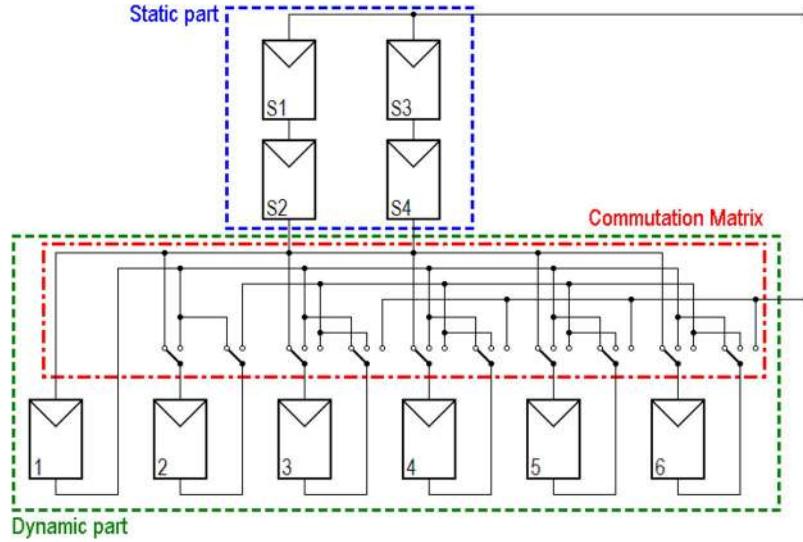 Static part
S1 S3
S2 S4
Commutation Matrix
1 2 3 4 5 6
Dynamic part